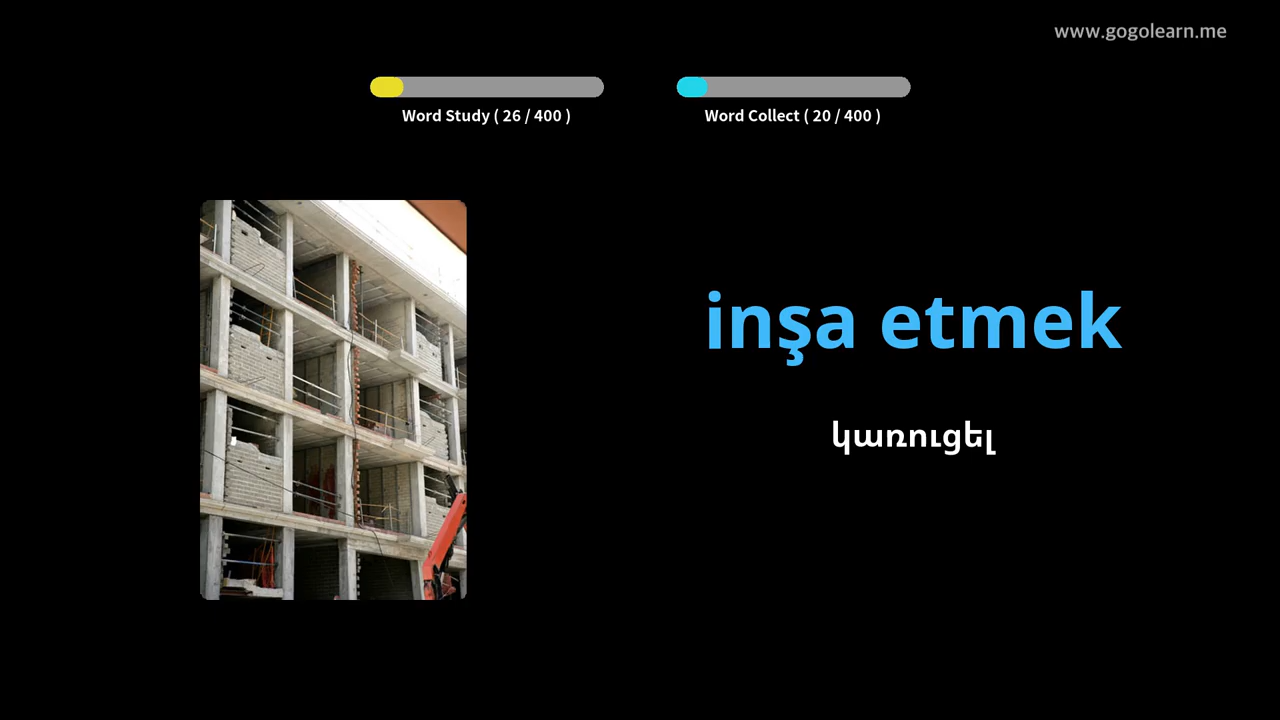 www.gogolearn.me
Word Study ( 26 / 400 )
Word Collect ( 20 / 400 )
inşa etmek
կառուցել